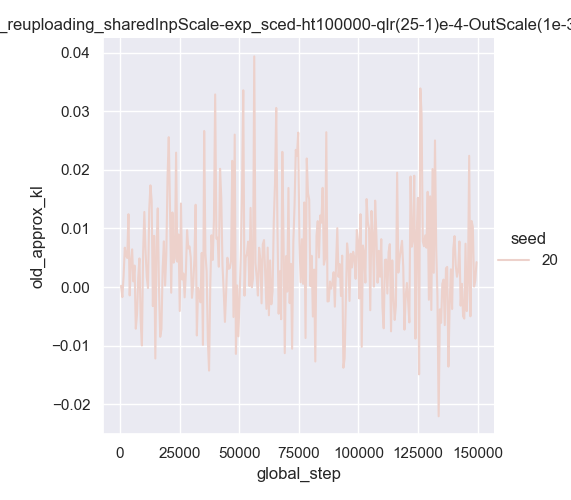 _reuploading_sharedInpScale-exp_sced-ht100000-qlr(25-1)e-4-OutScale(1e-3
0.04
0.03
0.02
0.01
0.00
−0.01
−0.02
old_approx_kl
0 25000 50000 75000 100000 125000 150000
global_step
seed
20